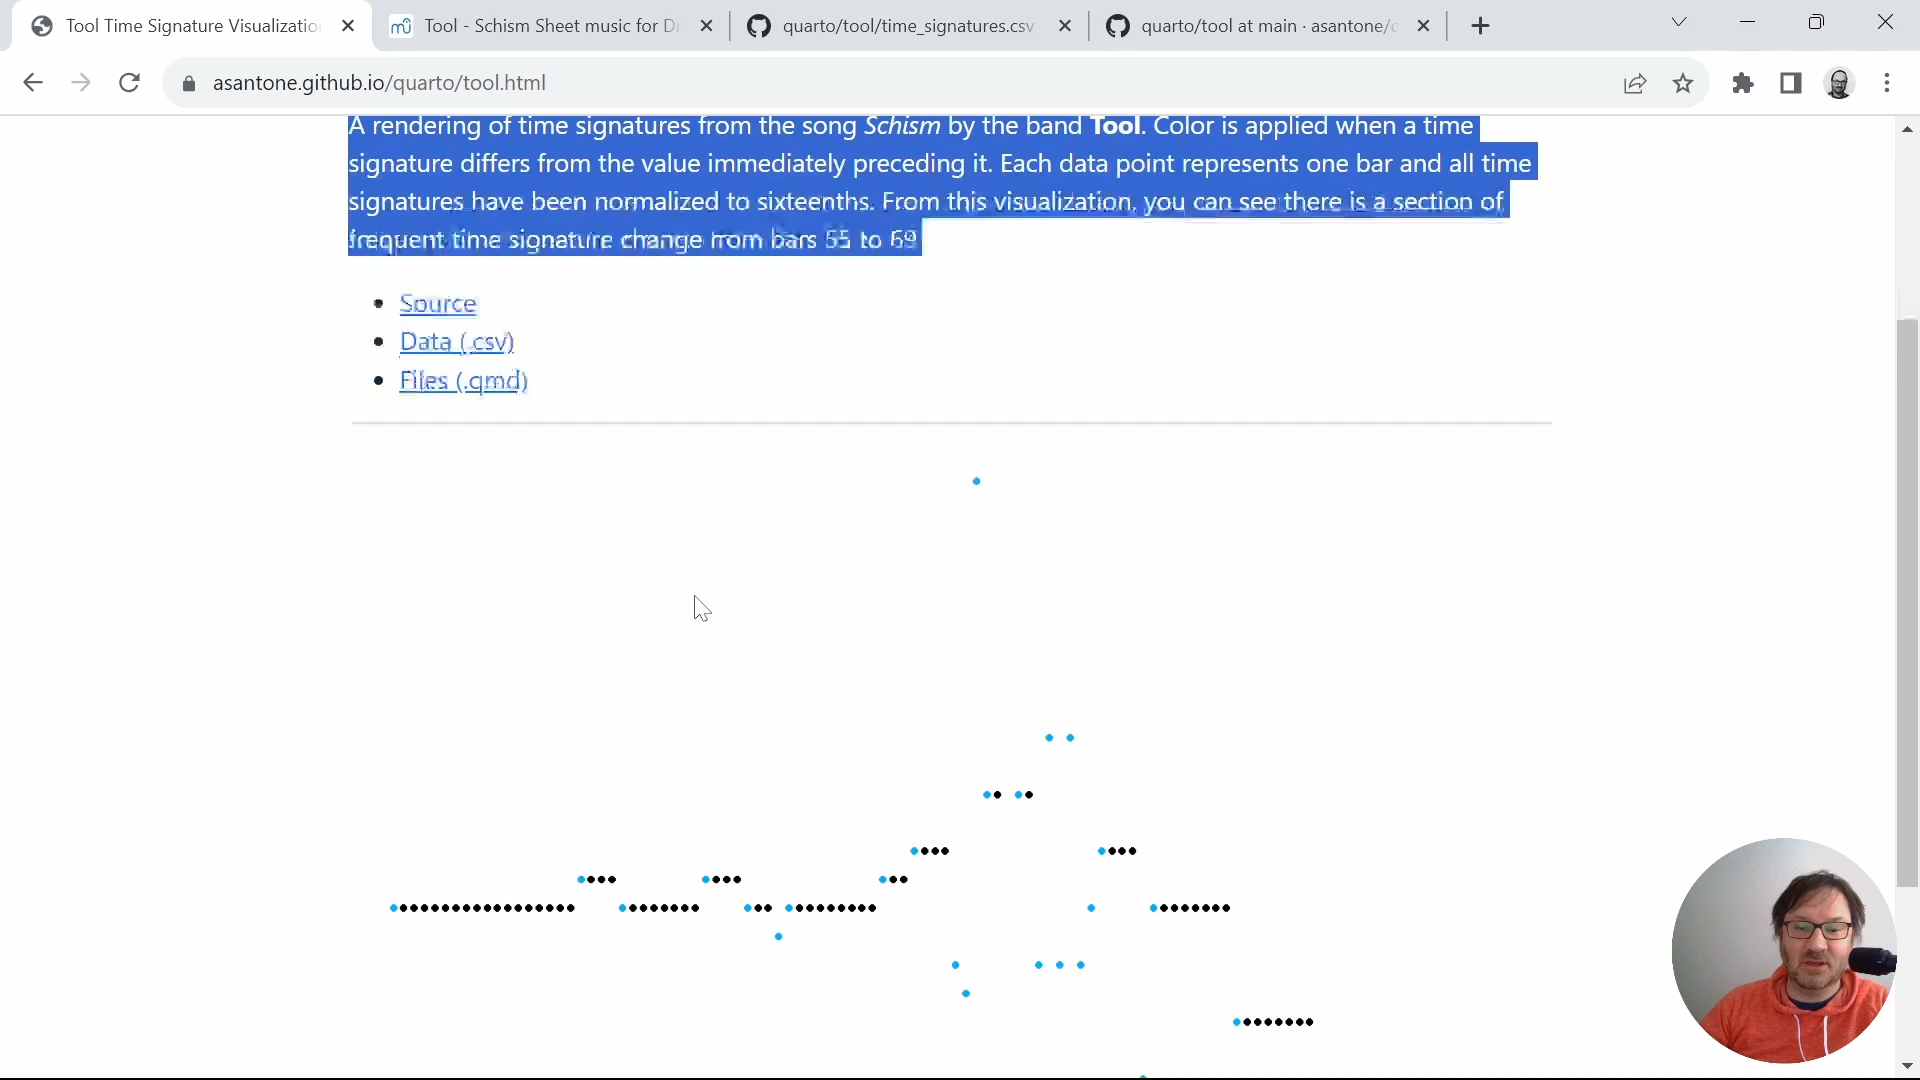 Tool Time Signature Visualization
Tool - Schism Sheet music for Dr
quarto/tool/time_signatures.csv
quarto/tool at main · asantone/
asantone.github.io/quarto/tool.html
A rendering of time signatures from the song Schism by the band Tool. Color is applied when a time
signature differs from the value immediately preceding it. Each data point represents one bar and all time
signatures have been normalized to sixteenths. From this visualization, you can see there is a section of
frequent time signature change from bars 55 to 69
Source
Data (.csv)
Files (.qmd)